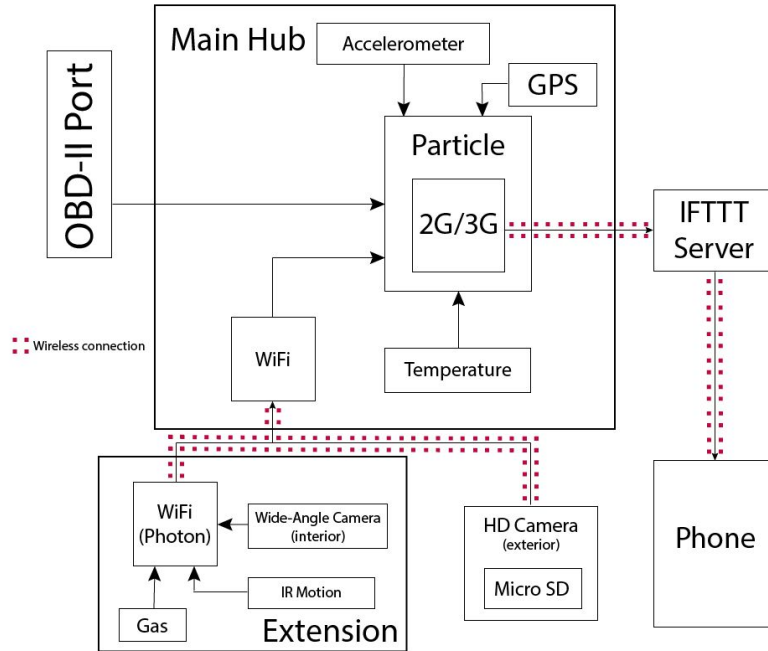 Main Hub
Accelerometer
GPS
OBD-II Port
Particle
2G/3G
IFTTT
Server
Wireless connection
WiFi
Temperature
WiFi
(Photon)
Wide-Angle Camera
(interior)
IR Motion
Gas
Extension
HD Camera
(exterior)
Micro SD
Phone